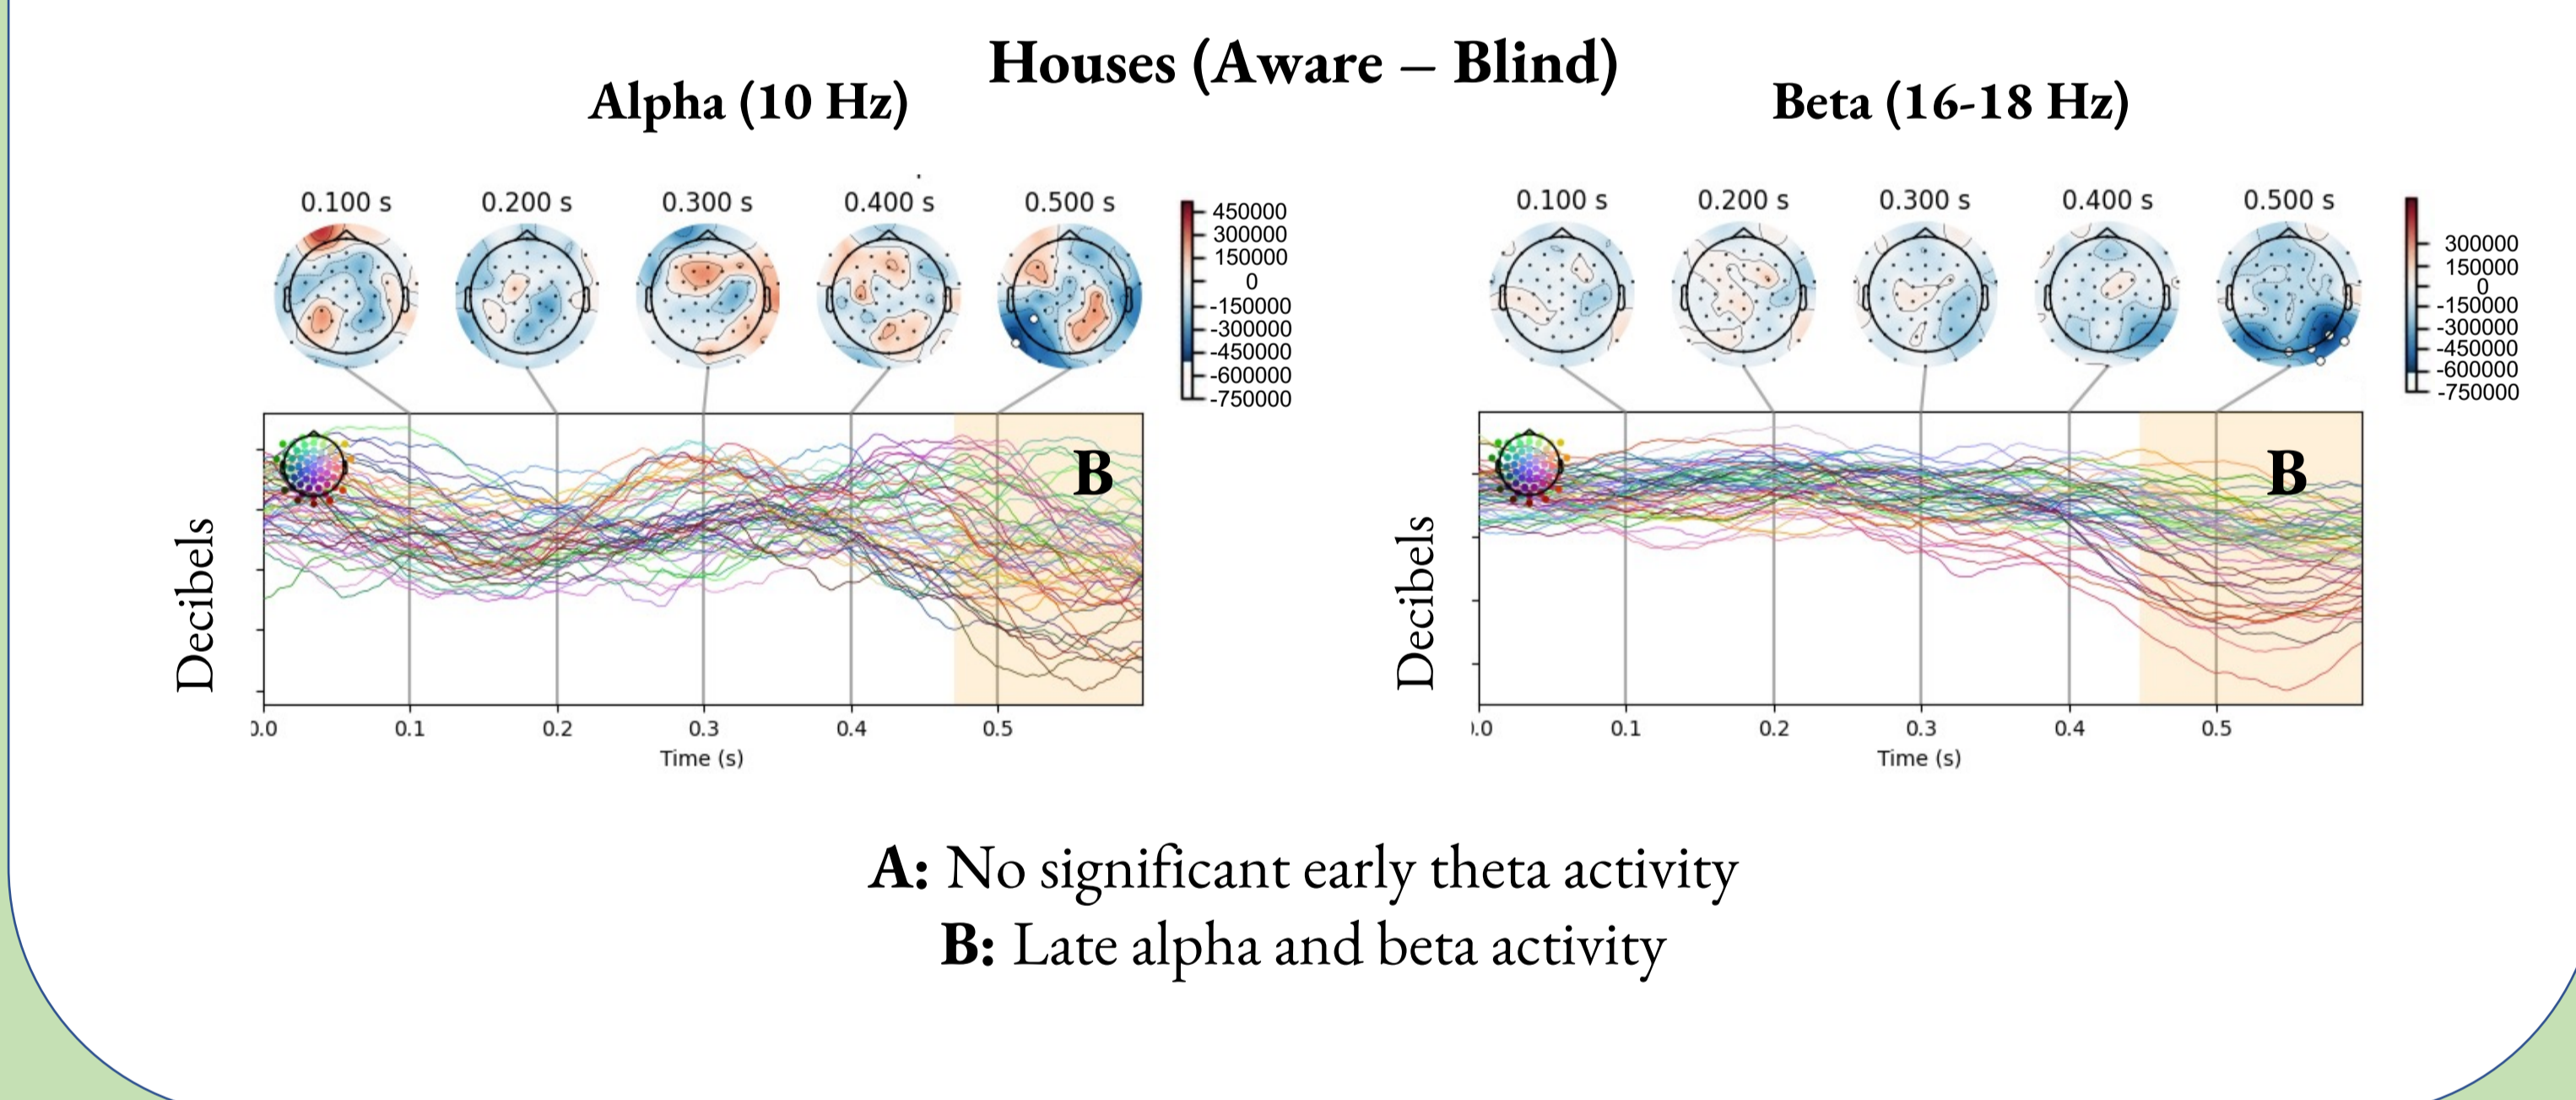 Houses (Aware – Blind)
Alpha (10 Hz)
0.100 s 0.200 s 0.300 s 0.400 s 0.500 s
450000
300000
150000
0
-150000
-300000
-450000
-600000
-750000
B
Decibels
0.0 0.1 0.2 0.3 0.4 0.5
Time (s)
Beta (16-18 Hz)
0.100 s 0.200 s 0.300 s 0.400 s 0.500 s
300000
150000
0
-150000
-300000
-450000
-600000
-750000
B
Decibels
.0 0.1 0.2 0.3 0.4 0.5
Time (s)
A: No significant early theta activity
B: Late alpha and beta activity